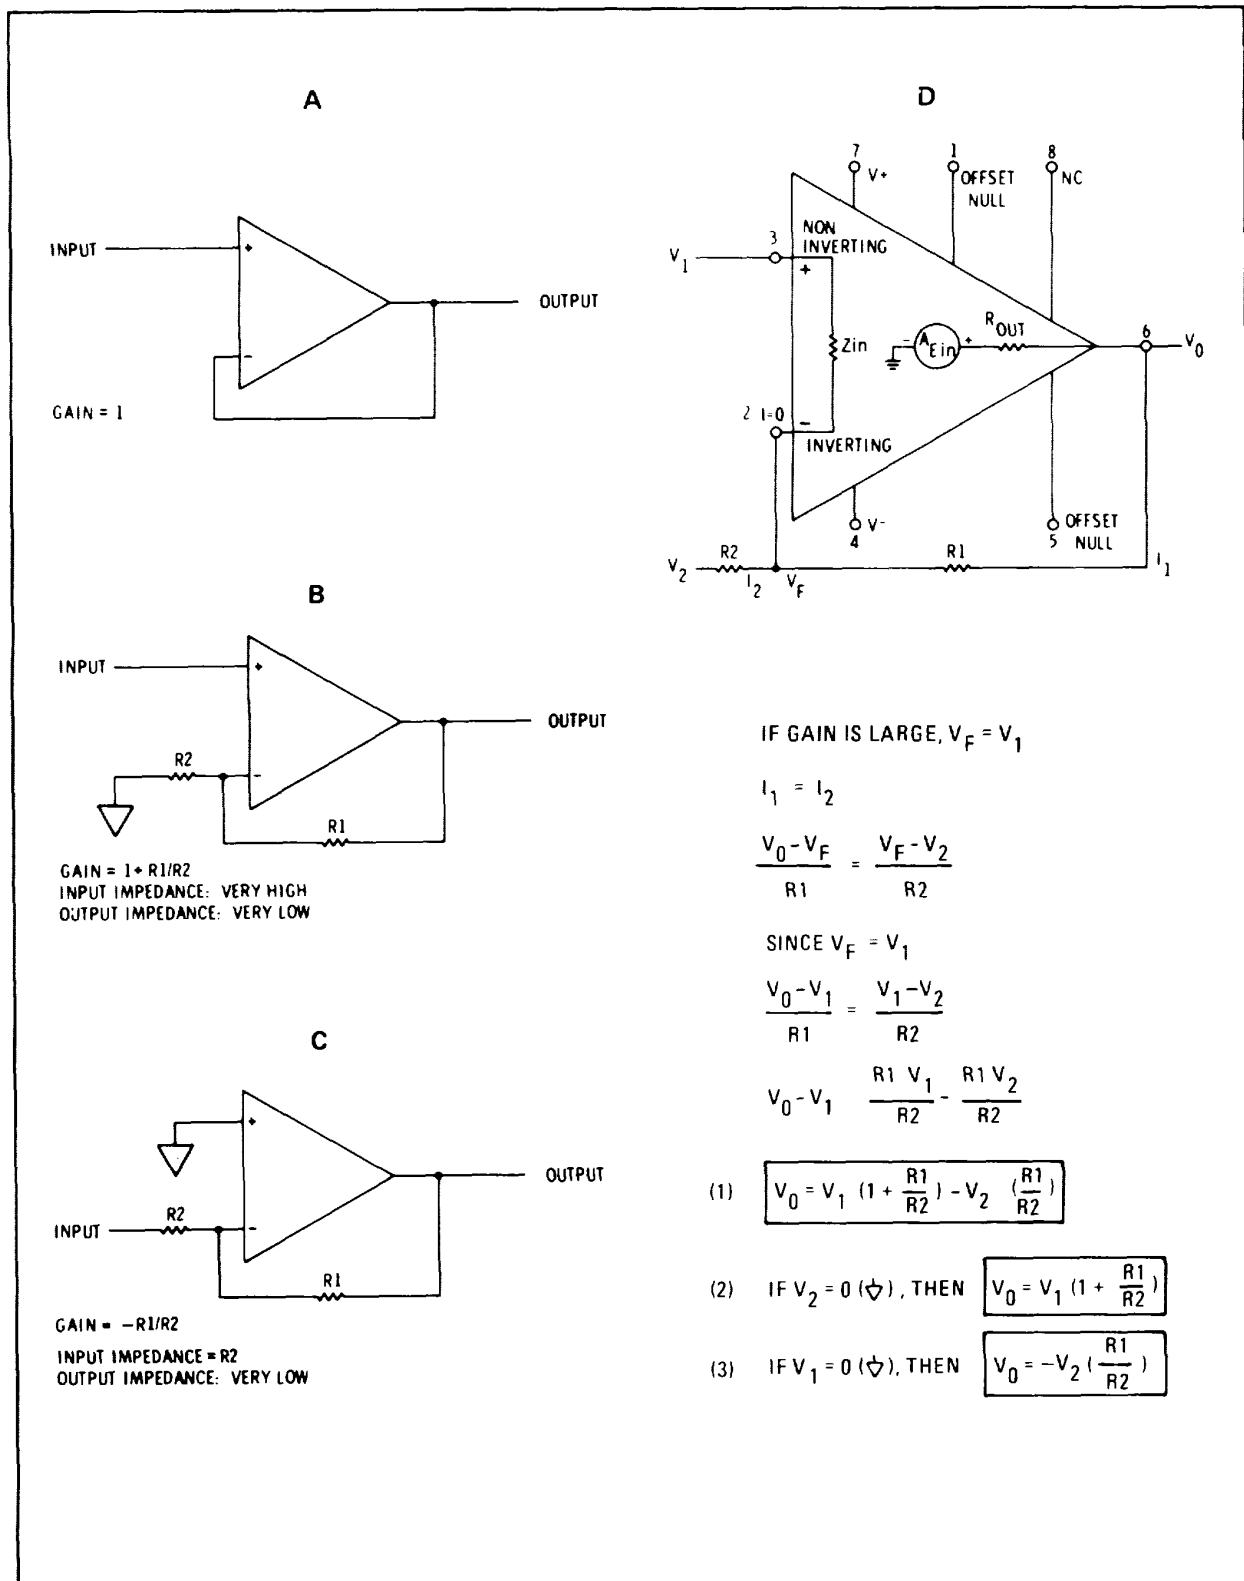 A
INPUT
+
-
OUTPUT
GAIN = 1
B
INPUT
+
OUTPUT
R2
-
R1
GAIN = 1+ R1/R2
INPUT IMPEDANCE: VERY HIGH
OUTPUT IMPEDANCE: VERY LOW
C
+
OUTPUT
INPUT
R2
-
R1
GAIN = -R1/R2
INPUT IMPEDANCE = R2
OUTPUT IMPEDANCE: VERY LOW
D
7
V+
1
OFFSET
NULL
8
NC
3
NON
INVERTING
V1
+
Zin
- AEin +
ROUT
6
V0
2 I=0
-
INVERTING
4
V-
5
OFFSET
NULL
V2
R2
I2
VF
R1
I1
IF GAIN IS LARGE, VF = V1
I1 = I2
V0-VF / R1 = VF-V2 / R2
SINCE VF = V1
V0-V1 / R1 = V1-V2 / R2
V0-V1 R1 V1 / R2 - R1 V2 / R2
(1) V0 = V1 (1 + R1/R2) - V2 (R1/R2)
(2) IF V2 = 0 (▽), THEN V0 = V1 (1 + R1/R2)
(3) IF V1 = 0 (▽), THEN V0 = -V2 (R1/R2)